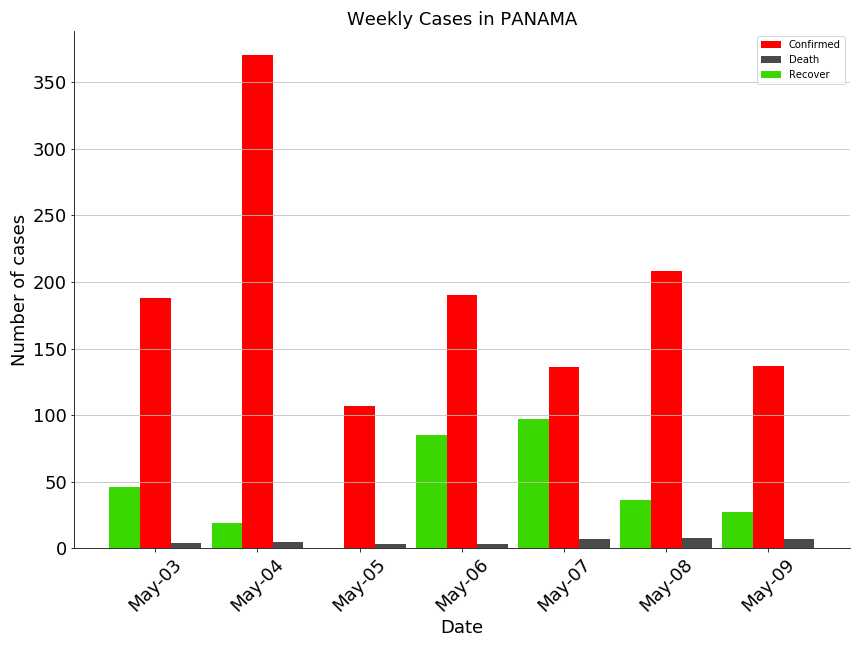 Weekly Cases in PANAMA
Confirmed
Death
Recover
Number of cases
350
300
250
200
150
100
50
0
May-03
May-04
May-05
May-06
May-07
May-08
May-09
Date